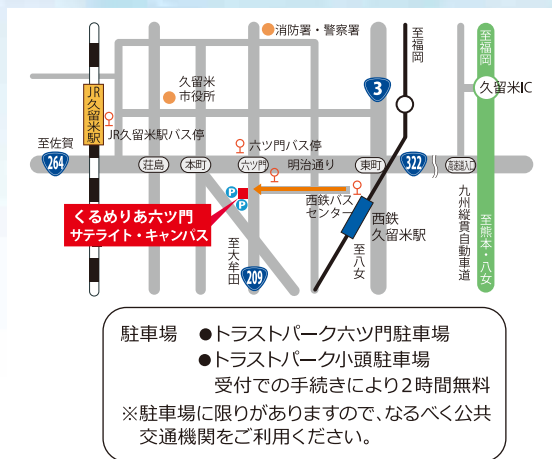 消防署・警察署
至福岡
至福岡
3
久留米
市役所
久留米IC
JR久留米駅
JR久留米駅バス停
六ツ門バス停
至佐賀
264
荘島
本町
六ツ門
明治通り
東町
322
P
P
西鉄バス
センター
くるめりあ六ツ門
サテライト・キャンパス
西鉄
久留米駅
九州縦貫自動車道
至熊本・八女
至大牟田
209
至八女
駐車場 ●トラストパーク六ツ門駐車場
●トラストパーク小頭駐車場
受付での手続きにより2時間無料
※駐車場に限りがありますので、なるべく公共
交通機関をご利用ください。